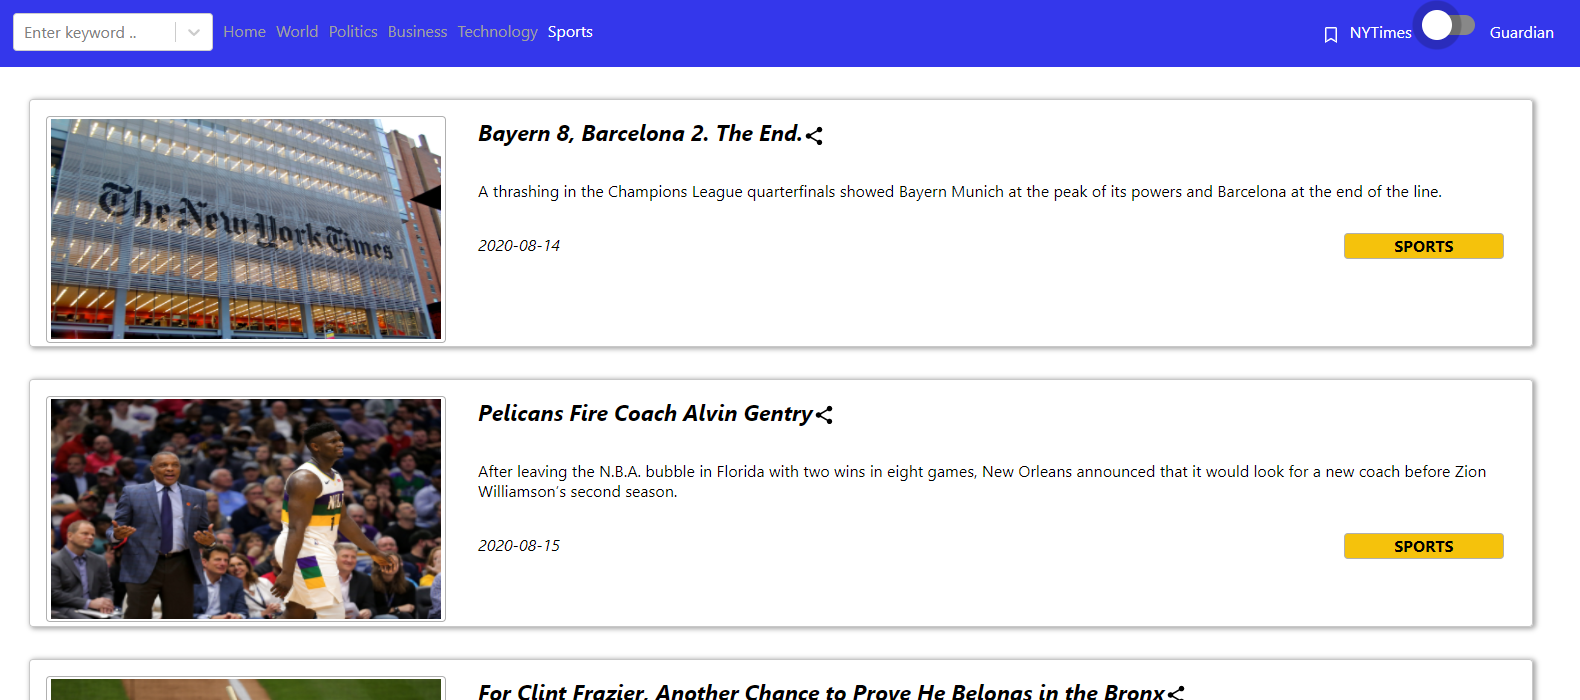 Enter keyword .. Home World Politics Business Technology Sports NYTimes Guardian
Bayern 8, Barcelona 2. The End.
The New York Times
A thrashing in the Champions League quarterfinals showed Bayern Munich at the peak of its powers and Barcelona at the end of the line.
2020-08-14 SPORTS
Pelicans Fire Coach Alvin Gentry
After leaving the N.B.A. bubble in Florida with two wins in eight games, New Orleans announced that it would look for a new coach before Zion
Williamson’s second season.
2020-08-15 SPORTS
For Clint Frazier, Another Chance to Prove He Belongs in the Bronx